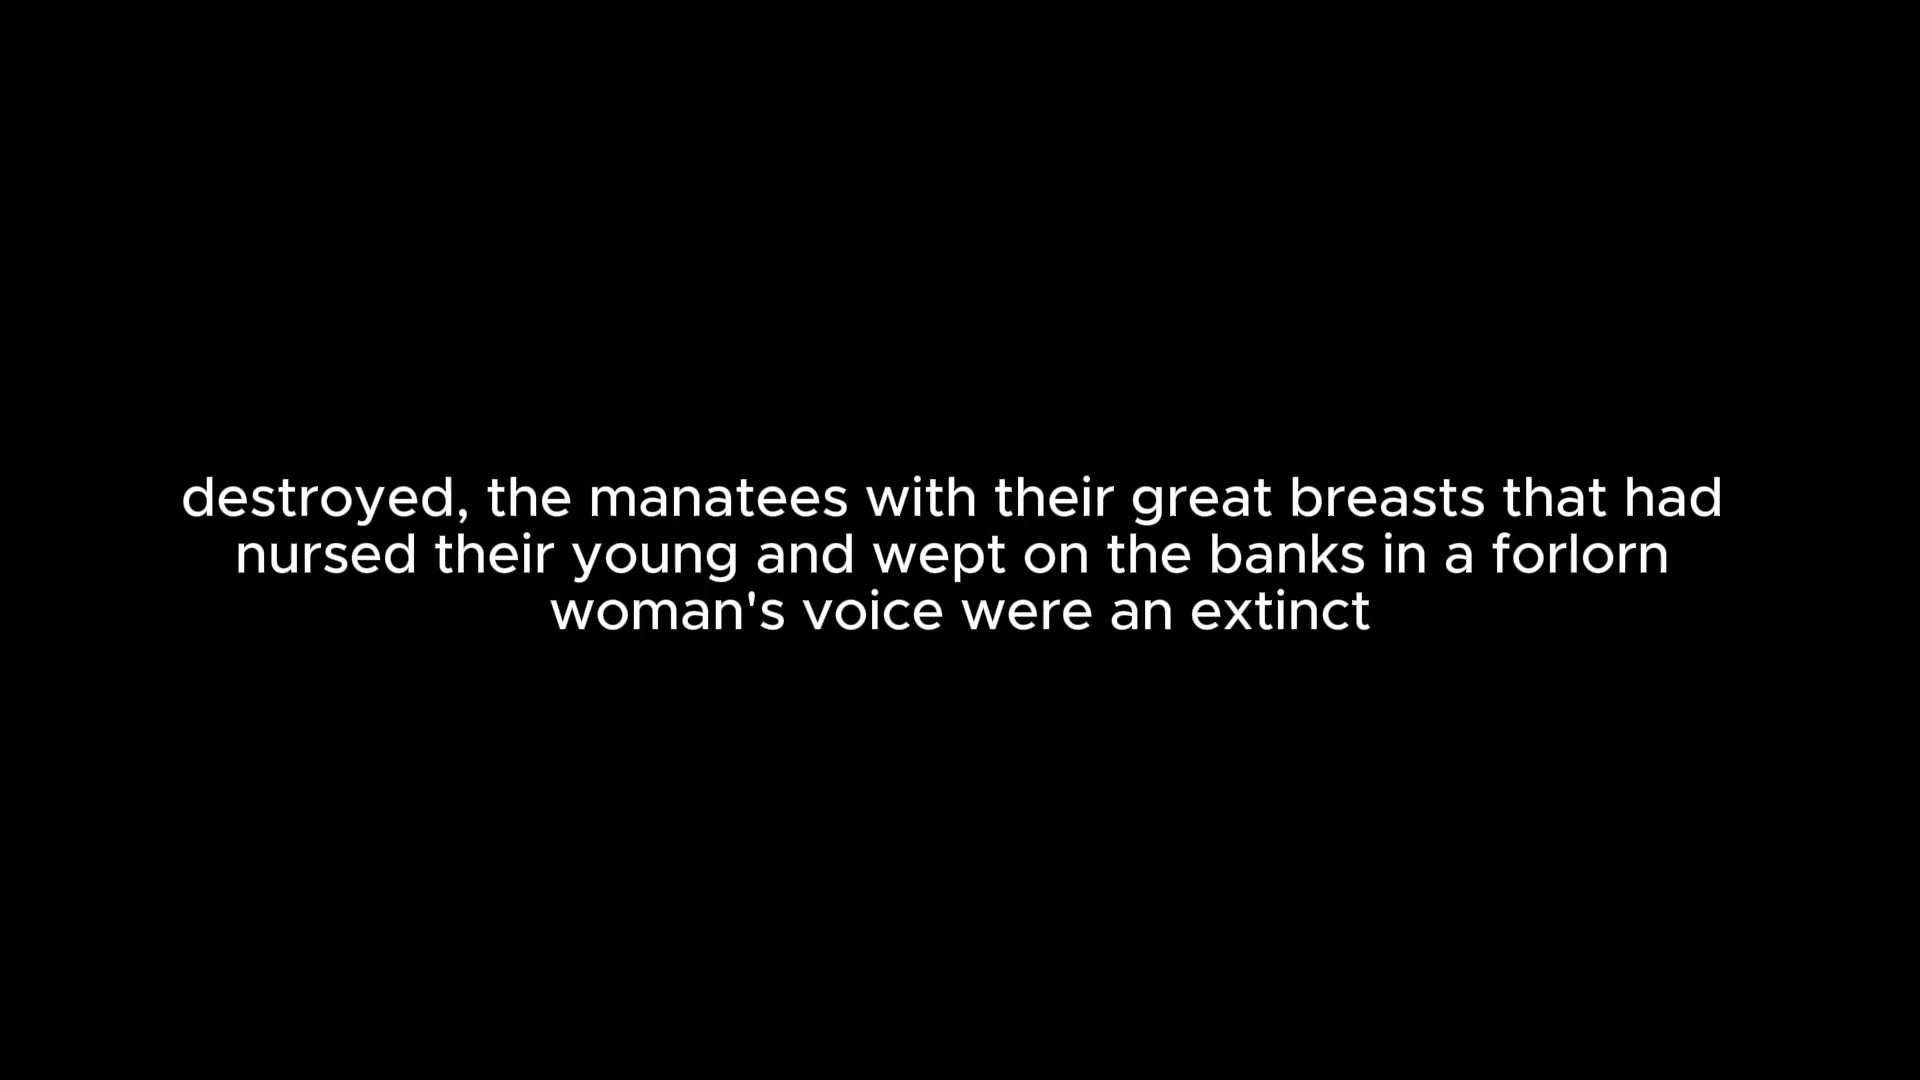 destroyed, the manatees with their great breasts that had
nursed their young and wept on the banks in a forlorn
woman's voice were an extinct